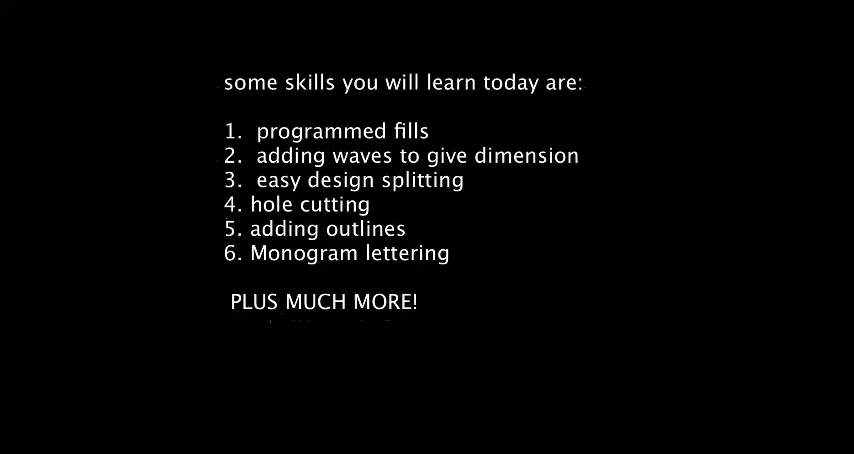 some skills you will learn today are:
1. programmed fills
2. adding waves to give dimension
3. easy design splitting
4. hole cutting
5. adding outlines
6. Monogram lettering
PLUS MUCH MORE!